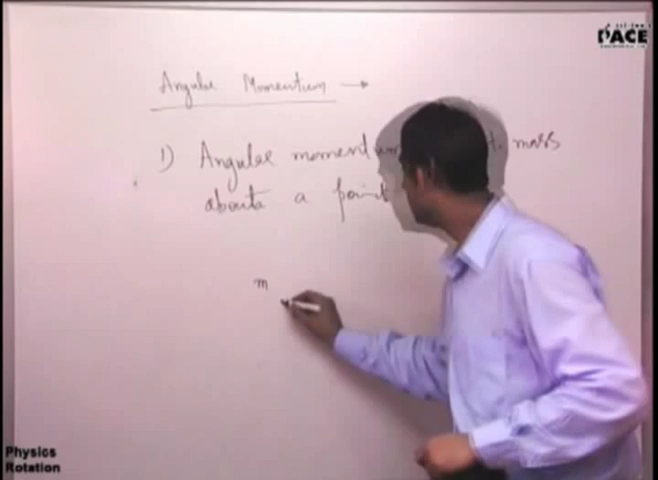 PACE
Angular Momentum →
1) Angular momentum mass
about a point
m
Physics
Rotation